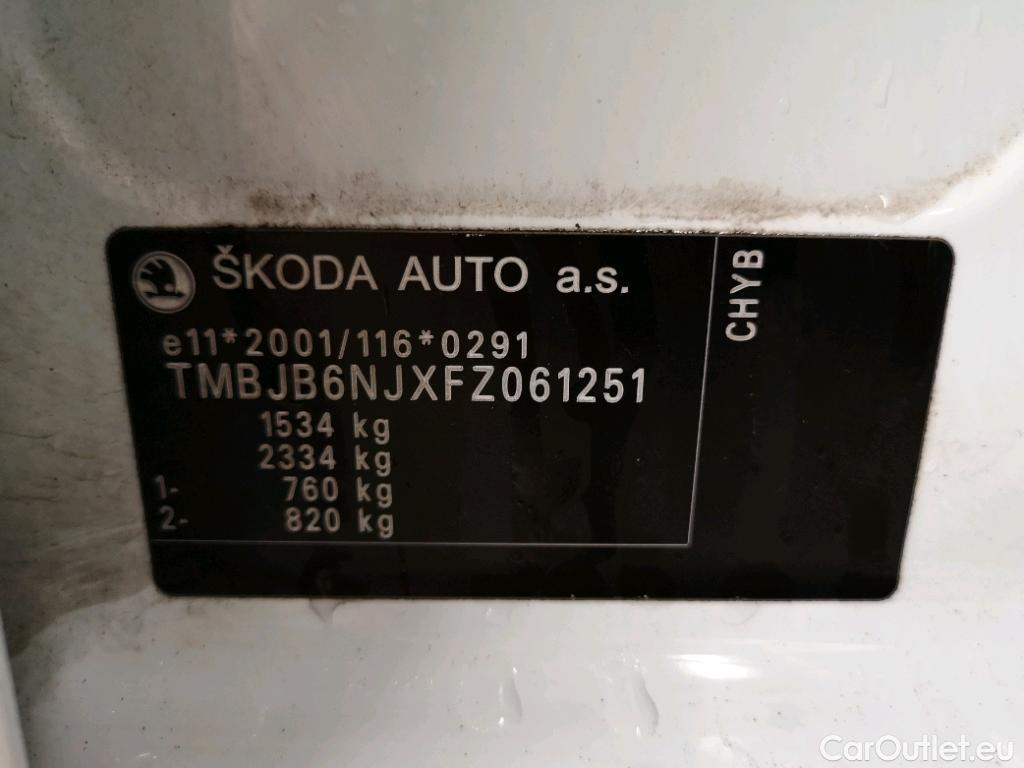 ŠKODA AUTO a.s.
e11*2001/116*0291
TMBJB6NJXFZ061251
1534 kg
2334 kg
1- 760 kg
2- 820 kg
CHYB
CarOutlet.eu